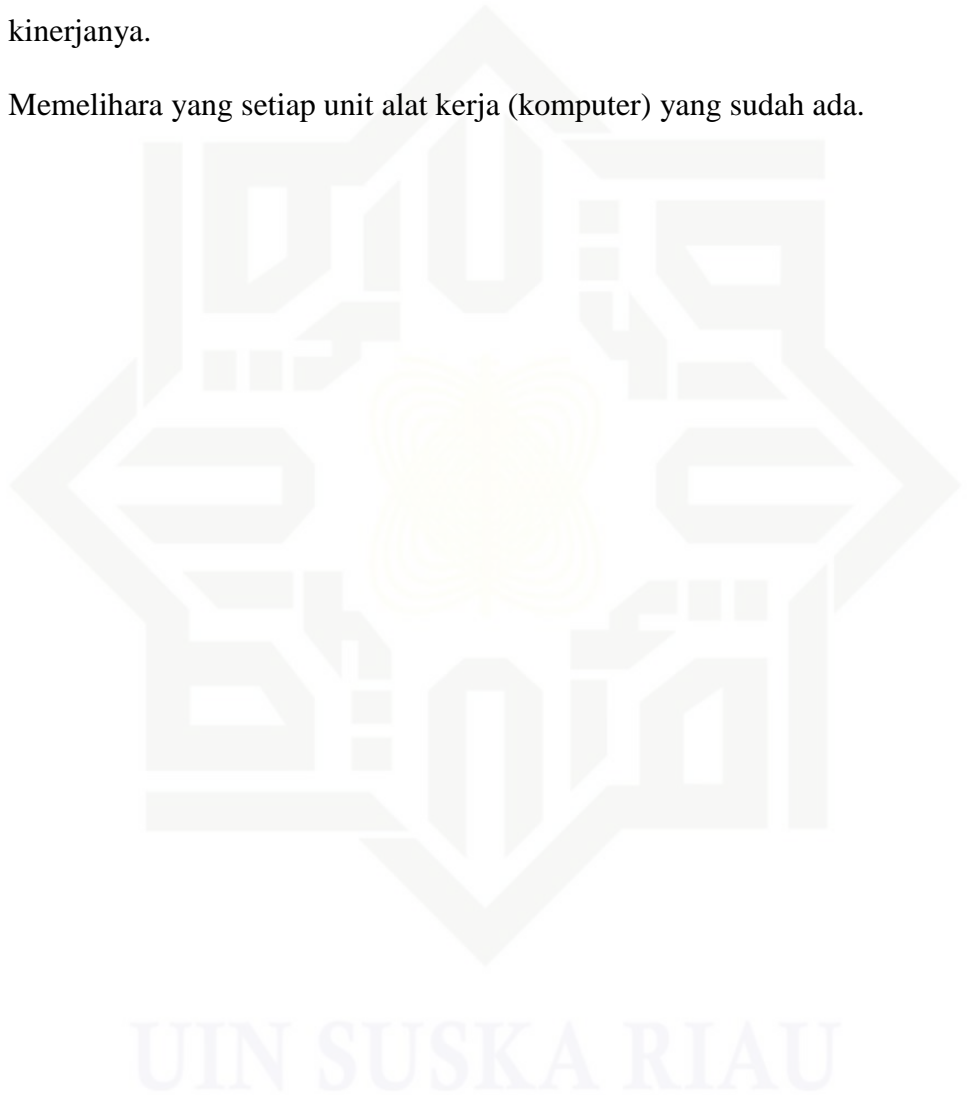 kinerjanya.
Memelihara yang setiap unit alat kerja (komputer) yang sudah ada.
UIN SUSKA RIAU